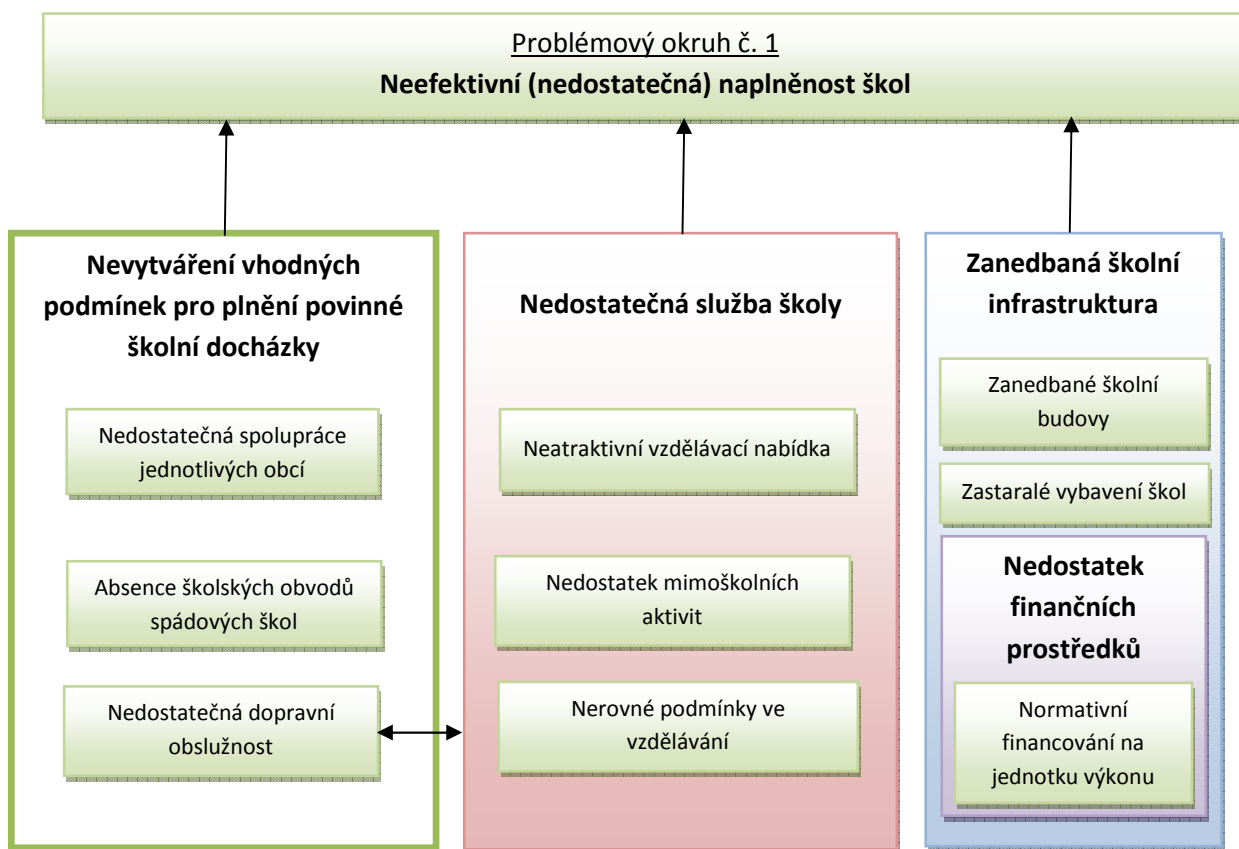 Problémový okruh č. 1
Neefektivní (nedostatečná) naplněnost škol
Nevytváření vhodných
podmínek pro plnění povinné
školní docházky
Nedostatečná spolupráce
jednotlivých obcí
Absence školských obvodů
spádových škol
Nedostatečná dopravní
obslužnost
Nedostatečná služba školy
Neatraktivní vzdělávací nabídka
Nedostatek mimoškolních
aktivit
Nerovné podmínky ve
vzdělávání
Zanedbaná školní
infrastruktura
Zanedbané školní
budovy
Zastaralé vybavení škol
Nedostatek
finančních
prostředků
Normativní
financování na
jednotku výkonu